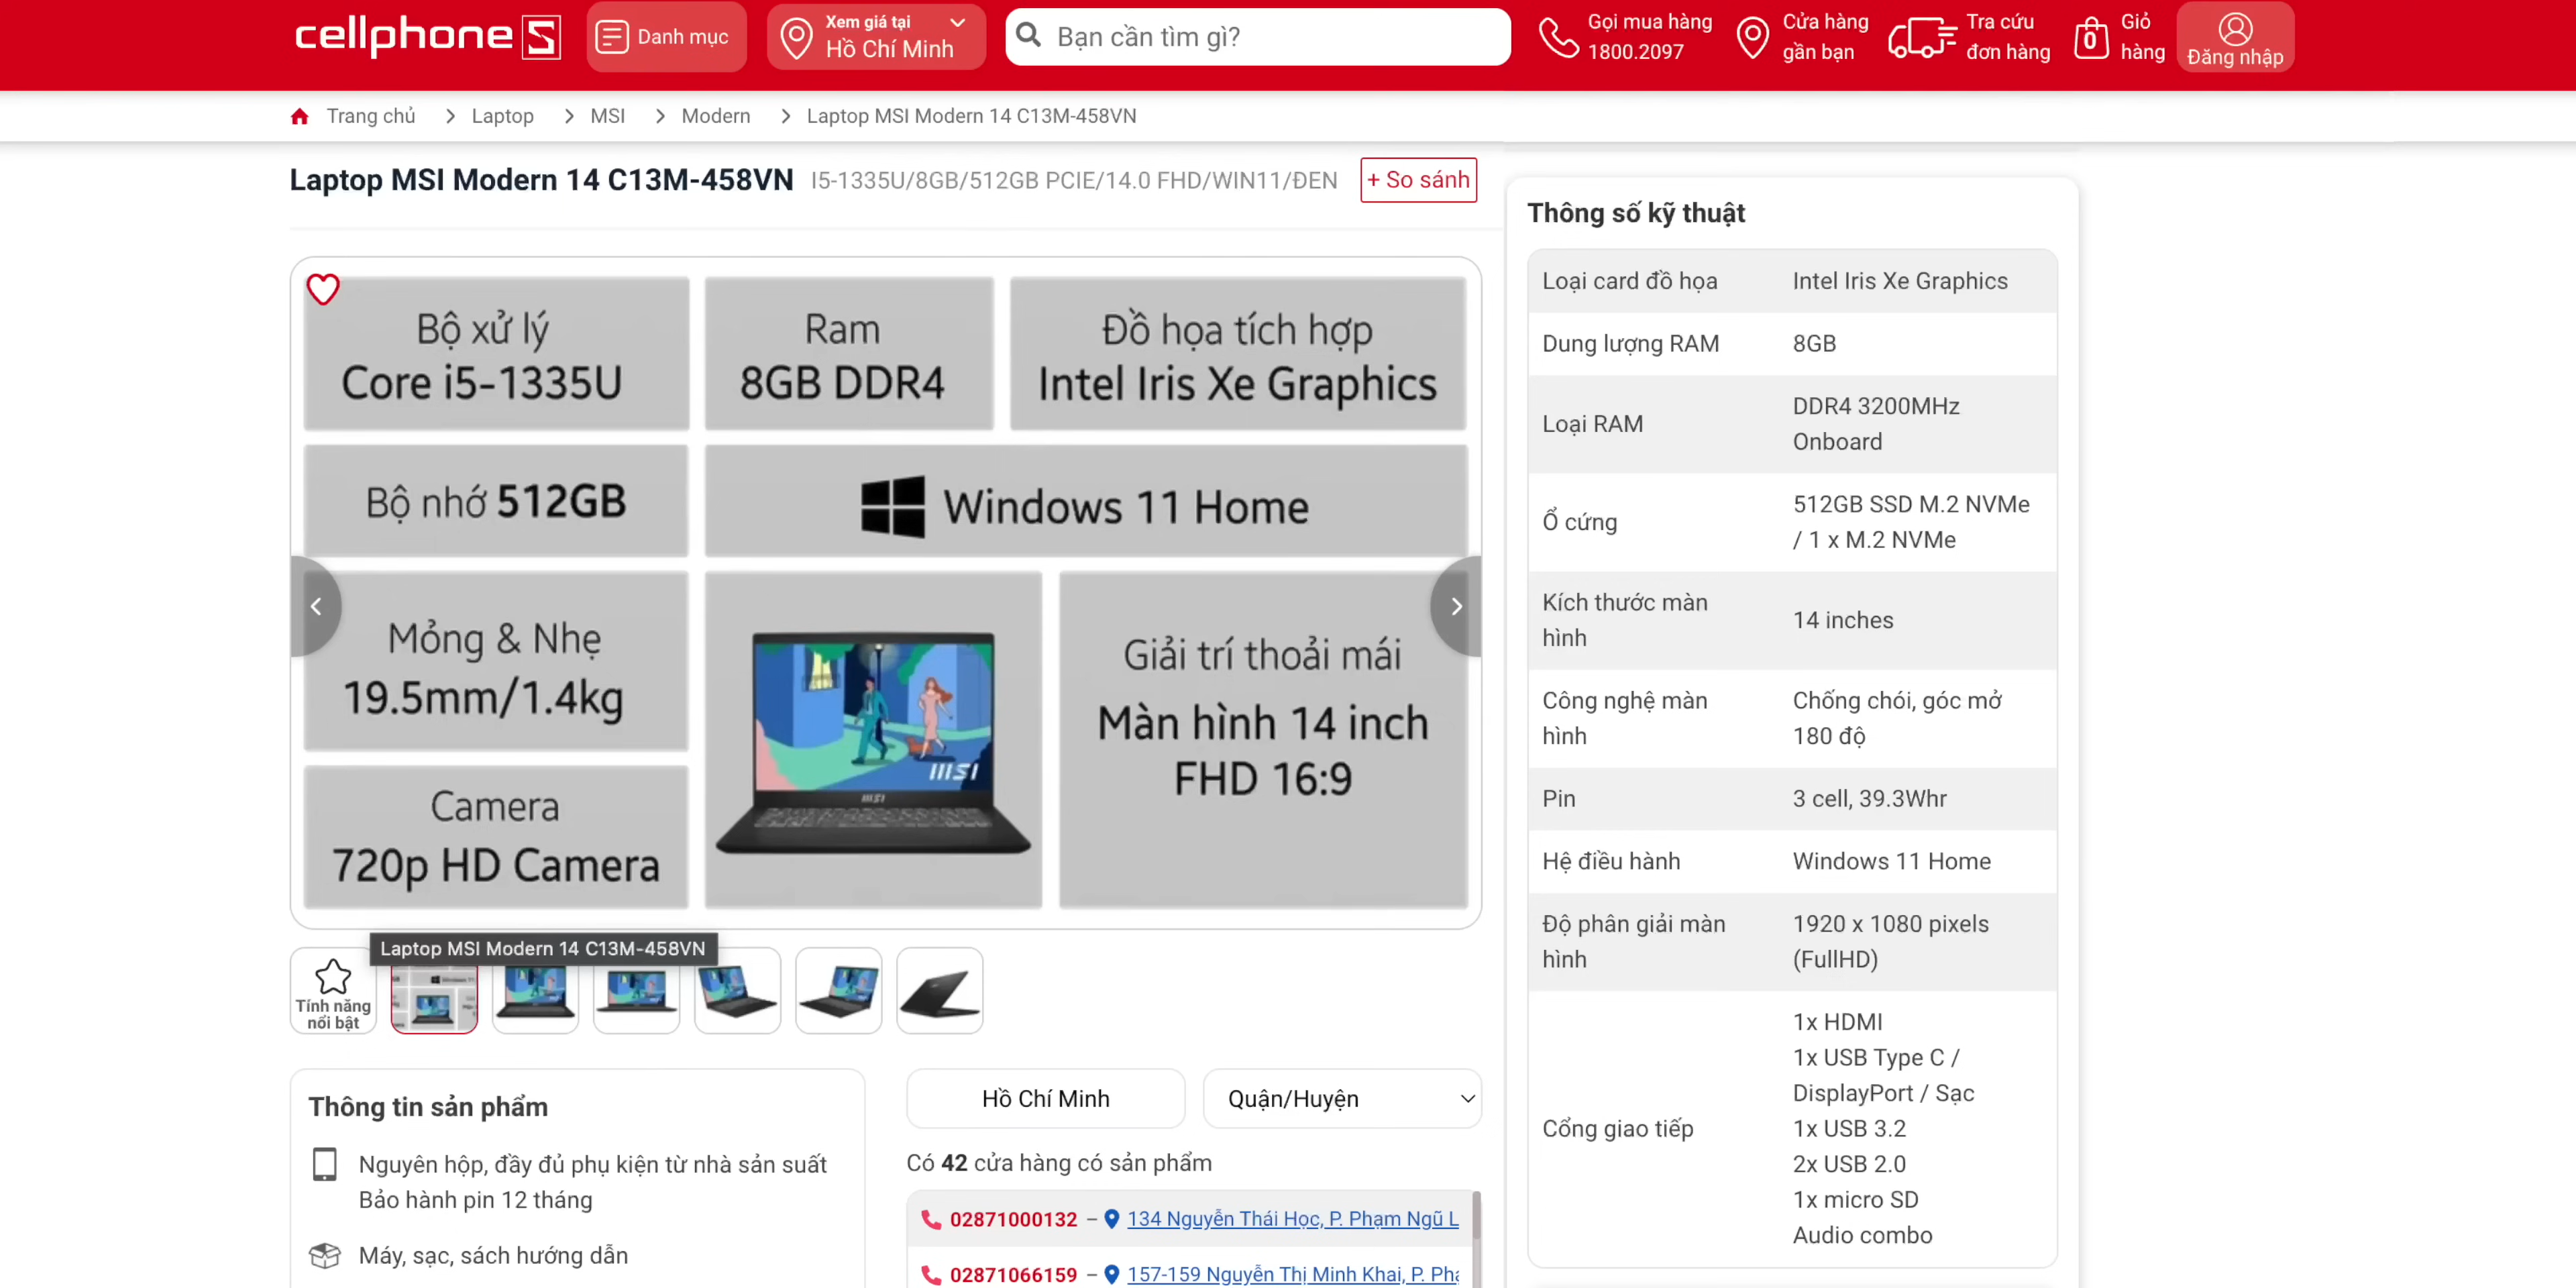 cellphoneS
Danh mục
Xem giá tại
Hồ Chí Minh
Bạn cần tìm gì?
Gọi mua hàng
1800.2097
Cửa hàng
gần bạn
Tra cứu
đơn hàng
0
Giỏ
hàng
Đăng nhập
Trang chủ > Laptop > MSI > Modern > Laptop MSI Modern 14 C13M-458VN
Laptop MSI Modern 14 C13M-458VN I5-1335U/8GB/512GB PCIE/14.0 FHD/WIN11/ĐEN + So sánh
Bộ xử lý
Core i5-1335U
Ram
8GB DDR4
Đồ họa tích hợp
Intel Iris Xe Graphics
Bộ nhớ 512GB
Windows 11 Home
Mỏng & Nhẹ
19.5mm/1.4kg
msi
msi
Giải trí thoải mái
Màn hình 14 inch
FHD 16:9
Camera
720p HD Camera
Laptop MSI Modern 14 C13M-458VN
Tính năng
nổi bật
Thông tin sản phẩm
Nguyên hộp, đầy đủ phụ kiện từ nhà sản suất
Bảo hành pin 12 tháng
Máy, sạc, sách hướng dẫn
Hồ Chí Minh
Quận/Huyện
Có 42 cửa hàng có sản phẩm
02871000132 – 134 Nguyễn Thái Học, P. Phạm Ngũ L
02871066159 – 157-159 Nguyễn Thị Minh Khai, P. Phạ
Thông số kỹ thuật
Loại card đồ họa
Intel Iris Xe Graphics
Dung lượng RAM
8GB
Loại RAM
DDR4 3200MHz
Onboard
Ổ cứng
512GB SSD M.2 NVMe
/ 1 x M.2 NVMe
Kích thước màn
hình
14 inches
Công nghệ màn
hình
Chống chói, góc mở
180 độ
Pin
3 cell, 39.3Whr
Hệ điều hành
Windows 11 Home
Độ phân giải màn
hình
1920 x 1080 pixels
(FullHD)
Cổng giao tiếp
1x HDMI
1x USB Type C /
DisplayPort / Sạc
1x USB 3.2
2x USB 2.0
1x micro SD
Audio combo